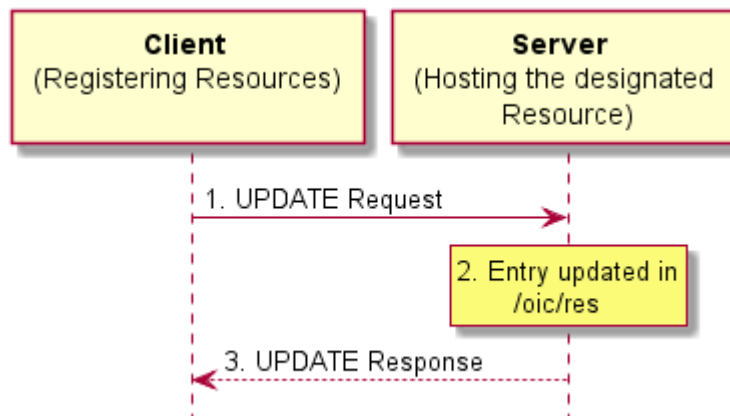 Client
(Registering Resources)
Server
(Hosting the designated
Resource)
1. UPDATE Request
2. Entry updated in
/oic/res
3. UPDATE Response